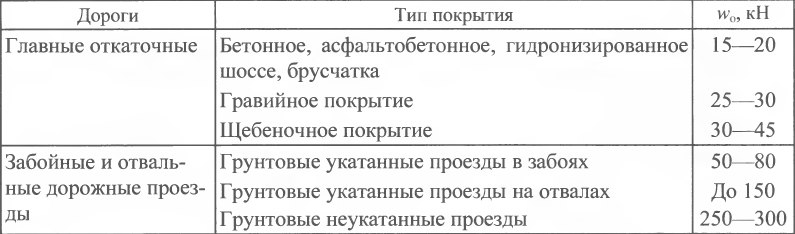 Дороги Тип покрытия w₀, кН
Главные откаточные Бетонное, асфальтобетонное, гидронизированное 15—20
шоссе, брусчатка
Гравийное покрытие 25—30
Щебеночное покрытие 30—45
Забойные и отваль- Грунтовые укатанные проезды в забоях 50—80
ные дорожные проез- Грунтовые укатанные проезды на отвалах До 150
ды Грунтовые неукатанные проезды 250—300